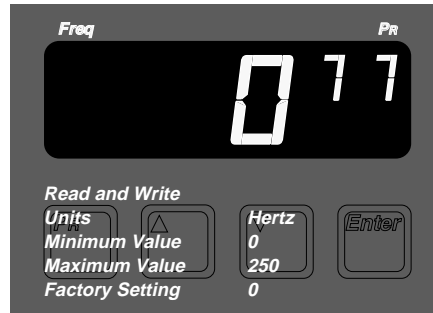 Freq PR
0 77
Read and Write
Units Hertz
Minimum Value 0
Maximum Value 250
Factory Setting 0
PR Enter